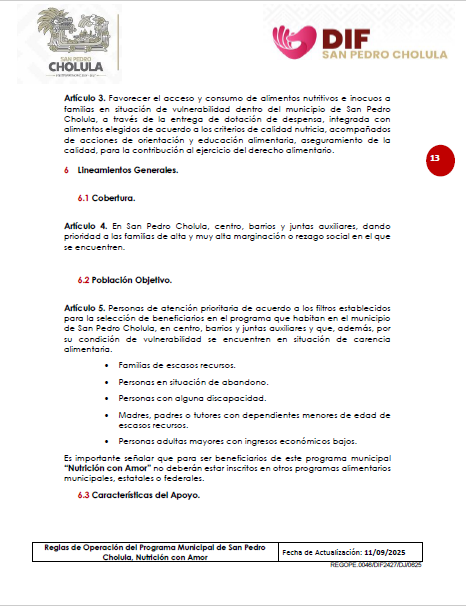 SAN PEDRO
CHOLULA
DIF
SAN PEDRO CHOLULA
13
Artículo 3. Favorecer el acceso y consumo de alimentos nutritivos e inocuos a
familias en situación de vulnerabilidad dentro del municipio de San Pedro
Cholula, a través de la entrega de dotación de despensa, integrada con
alimentos elegidos de acuerdo a los criterios de calidad nutricia, acompañados
de acciones de orientación y educación alimentaria, aseguramiento de la
calidad, para la contribución al ejercicio del derecho alimentario.
6 Lineamientos Generales.
6.1 Cobertura.
Artículo 4. En San Pedro Cholula, centro, barrios y juntas auxiliares, dando
prioridad a las familias de alta y muy alta marginación o rezago social en el que
se encuentren.
6.2 Población Objetivo.
Artículo 5. Personas de atención prioritaria de acuerdo a los filtros establecidos
para la selección de beneficiarios en el programa que habitan en el municipio
de San Pedro Cholula, en centro, barrios y juntas auxiliares y que, además, por
su condición de vulnerabilidad se encuentren en situación de carencia
alimentaria.
• Familias de escasos recursos.
• Personas en situación de abandono.
• Personas con alguna discapacidad.
• Madres, padres o tutores con dependientes menores de edad de
escasos recursos.
• Personas adultas mayores con ingresos económicos bajos.
Es importante señalar que para ser beneficiarios de este programa municipal
“Nutrición con Amor” no deberán estar inscritos en otros programas alimentarios
municipales, estatales o federales.
6.3 Características del Apoyo.
Reglas de Operación del Programa Municipal de San Pedro
Cholula, Nutrición con Amor
Fecha de Actualización: 11/09/2025
REGOPE.0046/DIF2427/DJ/0625